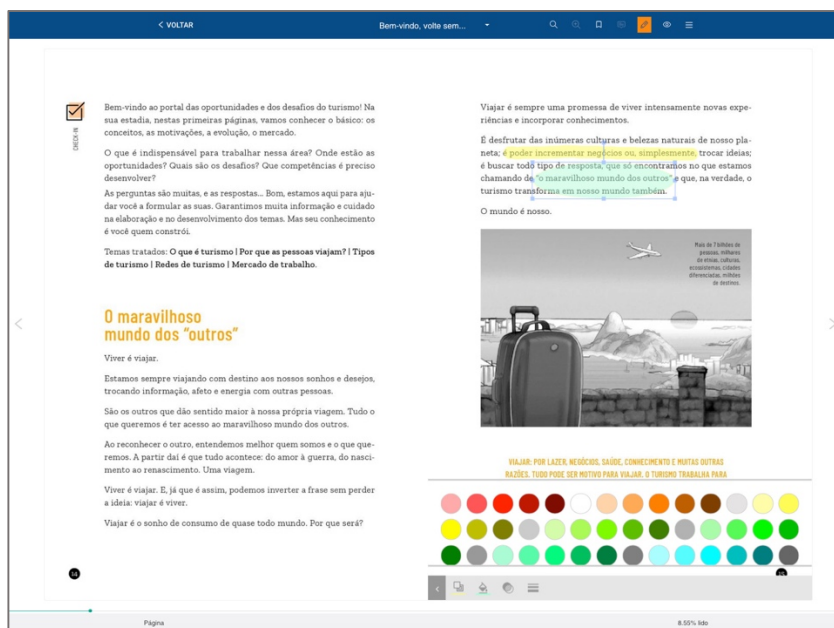 VOLTAR
Bem-vindo, volte sem...
CHECK-IN
Bem-vindo ao portal das oportunidades e dos desafios do turismo! Na
sua estadia, nestas primeiras páginas, vamos conhecer o básico: os
conceitos, as motivações, a evolução, o mercado.
O que é indispensável para trabalhar nessa área? Onde estão as
oportunidades? Quais são os desafios? Que competências é preciso
desenvolver?
As perguntas são muitas, e as respostas... Bom, estamos aqui para aju-
dar você a formular as suas. Garantimos muita informação e cuidado
na elaboração e no desenvolvimento dos temas. Mas seu conhecimento
é você quem constrói.
Temas tratados: O que é turismo | Por que as pessoas viajam? | Tipos
de turismo | Redes de turismo | Mercado de trabalho.
O maravilhoso
mundo dos “outros”
Viver é viajar.
Estamos sempre viajando com destino aos nossos sonhos e desejos,
trocando informação, afeto e energia com outras pessoas.
São os outros que dão sentido maior à nossa própria viagem. Tudo o
que queremos é ter acesso ao maravilhoso mundo dos outros.
Ao reconhecer o outro, entendemos melhor quem somos e o que que-
remos. A partir daí é que tudo acontece: do amor à guerra, do nasci-
mento ao renascimento. Uma viagem.
Viver é viajar. E, já que é assim, podemos inverter a frase sem perder
a ideia: viajar é viver.
Viajar é o sonho de consumo de quase todo mundo. Por que será?
14
Viajar é sempre uma promessa de viver intensamente novas expe-
riências e incorporar conhecimentos.
É desfrutar das inúmeras culturas e belezas naturais de nosso pla-
neta; é poder incrementar negócios ou, simplesmente, trocar ideias;
é buscar todo tipo de resposta, que só encontramos no que estamos
chamando de “o maravilhoso mundo dos outros” e que, na verdade, o
turismo transforma em nosso mundo também.
O mundo é nosso.
Mais de 7 bilhões de
pessoas, milhares
de etnias, culturas,
ecossistemas, cidades
diferenciadas, milhões
de destinos.
VIAJAR: POR LAZER, NEGÓCIOS, SAÚDE, CONHECIMENTO E MUITAS OUTRAS
RAZÕES. TUDO PODE SER MOTIVO PARA VIAJAR. O TURISMO TRABALHA PARA
Página
8.55% lido